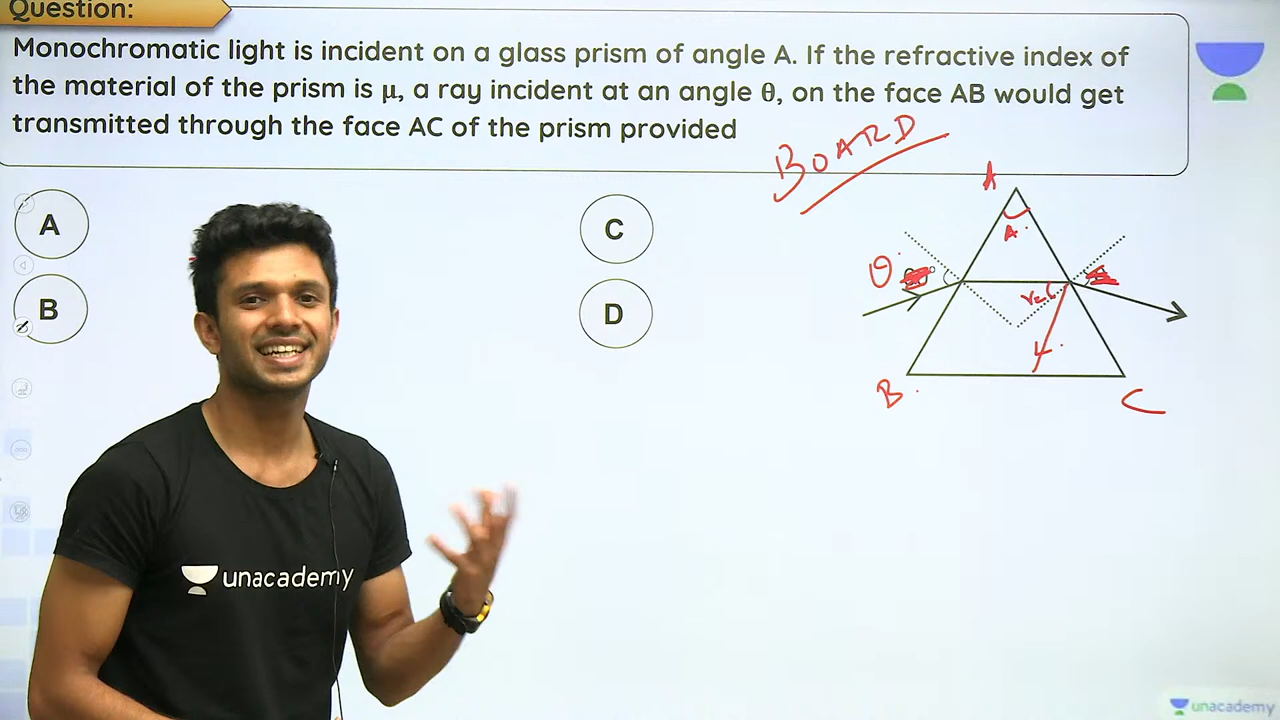 Question:
Monochromatic light is incident on a glass prism of angle A. If the refractive index of
the material of the prism is μ, a ray incident at an angle θ, on the face AB would get
transmitted through the face AC of the prism provided
BOARD
A
B
C
D
A
A
θ
r₂
B
C
unacademy
unacademy